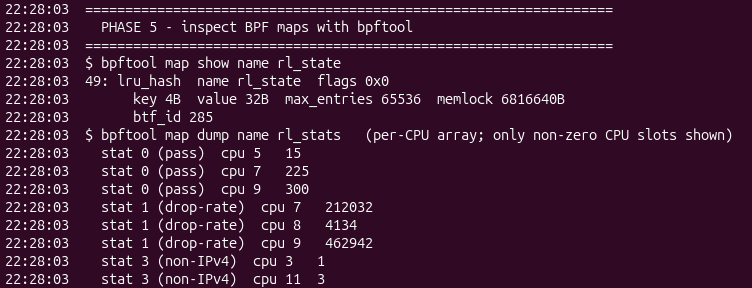 22:28:03 ==================================================================
22:28:03 PHASE 5 - inspect BPF maps with bpftool
22:28:03 ==================================================================
22:28:03 $ bpftool map show name rl_state
22:28:03 49: lru_hash  name rl_state  flags 0x0
22:28:03       key 4B  value 32B  max_entries 65536  memlock 6816640B
22:28:03       btf_id 285
22:28:03 $ bpftool map dump name rl_stats   (per-CPU array; only non-zero CPU slots shown)
22:28:03   stat 0 (pass)  cpu 5   15
22:28:03   stat 0 (pass)  cpu 7   225
22:28:03   stat 0 (pass)  cpu 9   300
22:28:03   stat 1 (drop-rate)  cpu 7   212032
22:28:03   stat 1 (drop-rate)  cpu 8   4134
22:28:03   stat 1 (drop-rate)  cpu 9   462942
22:28:03   stat 3 (non-IPv4)  cpu 3   1
22:28:03   stat 3 (non-IPv4)  cpu 11  3